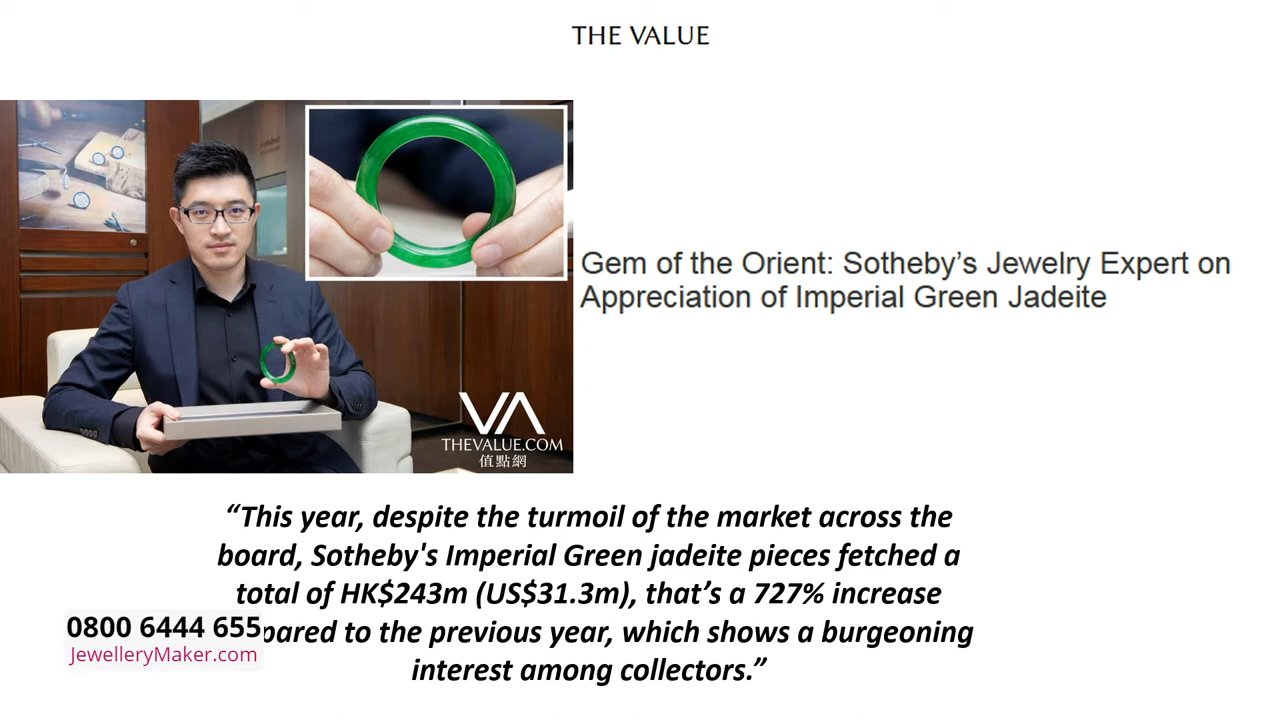 THE VALUE
VA
THEVALUE.COM
值點網
Gem of the Orient: Sotheby’s Jewelry Expert on
Appreciation of Imperial Green Jadeite
“This year, despite the turmoil of the market across the
board, Sotheby's Imperial Green jadeite pieces fetched a
total of HK$243m (US$31.3m), that’s a 727% increase
pared to the previous year, which shows a burgeoning
interest among collectors.”
0800 6444 655
JewelleryMaker.com